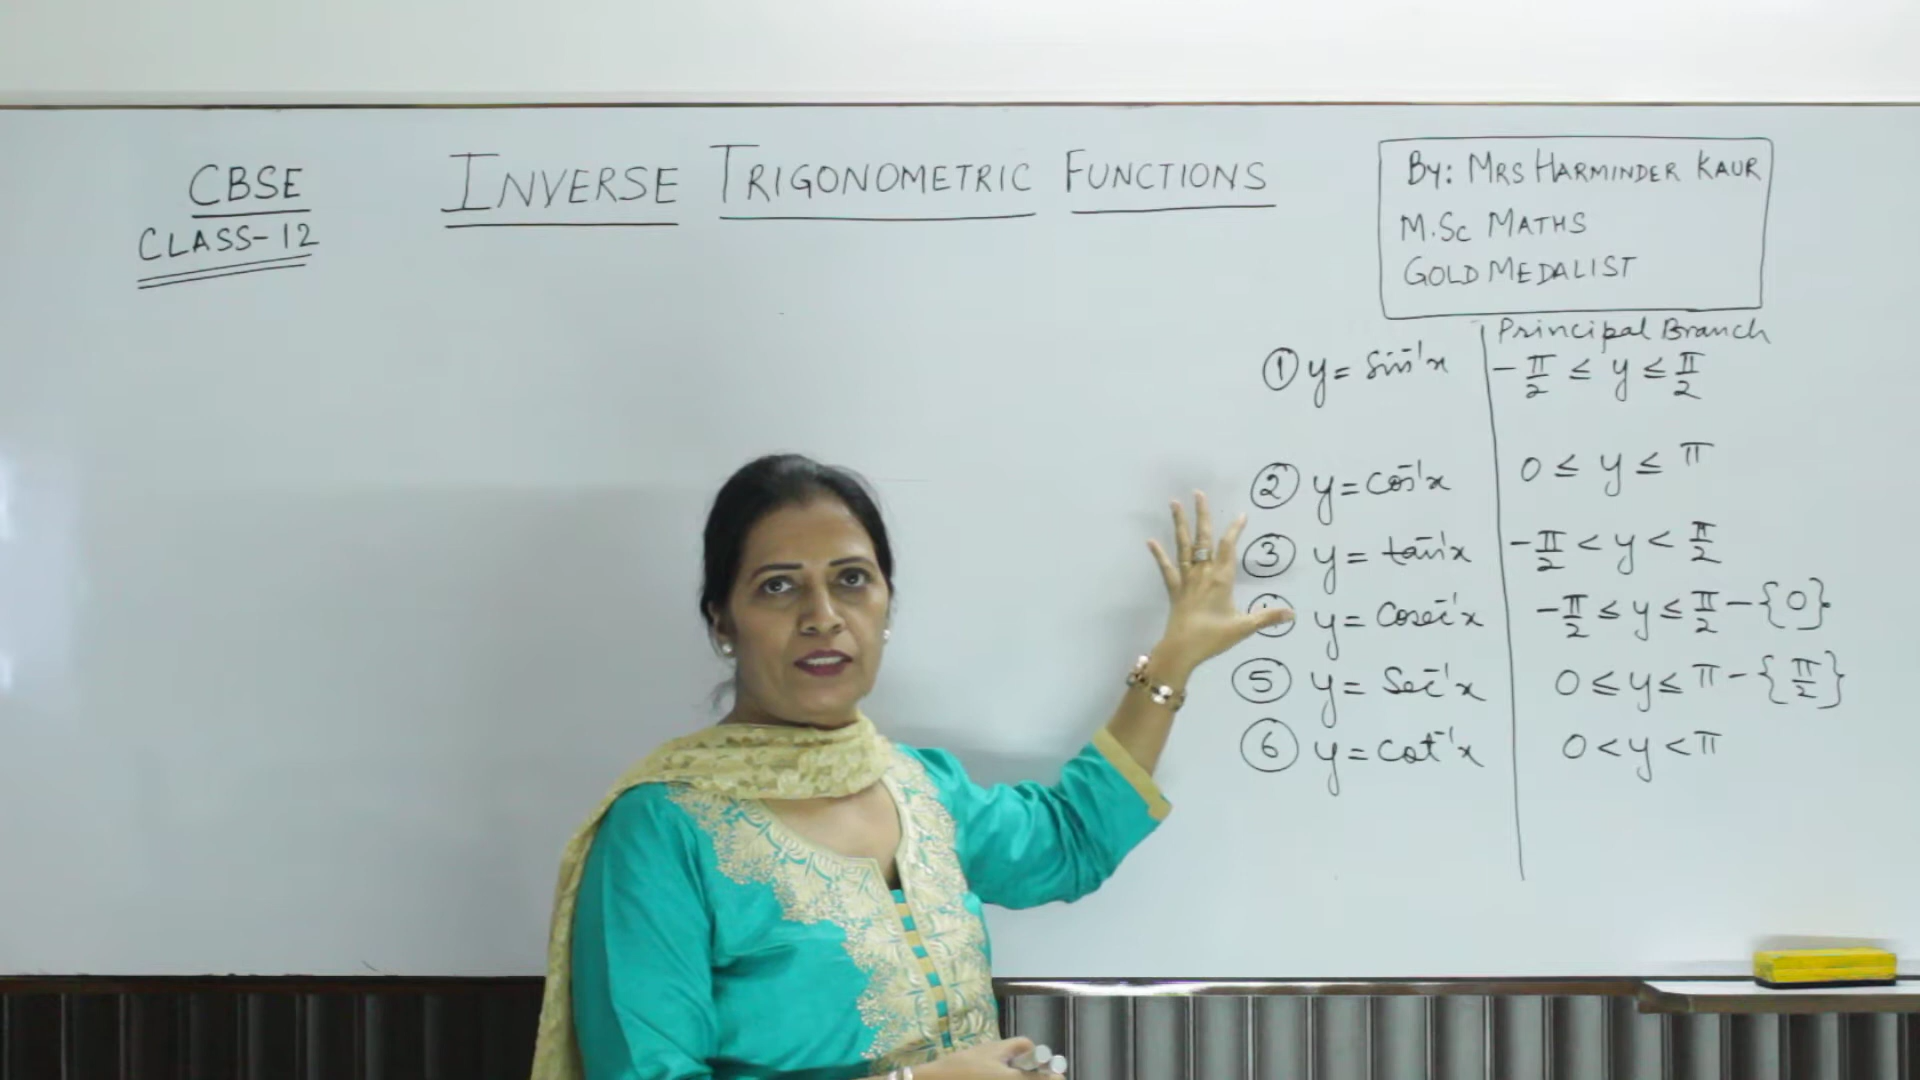 CBSE
CLASS-12
INVERSE TRIGONOMETRIC FUNCTIONS
By: MRS HARMINDER KAUR
M.Sc MATHS
GOLD MEDALIST
Principal Branch
① y = sin⁻¹x   -π/2 ≤ y ≤ π/2
② y = cos⁻¹x   0 ≤ y ≤ π
③ y = tan⁻¹x   -π/2 < y < π/2
④ y = cosec⁻¹x   -π/2 ≤ y ≤ π/2 - {0}
⑤ y = sec⁻¹x   0 ≤ y ≤ π - {π/2}
⑥ y = cot⁻¹x   0 < y < π